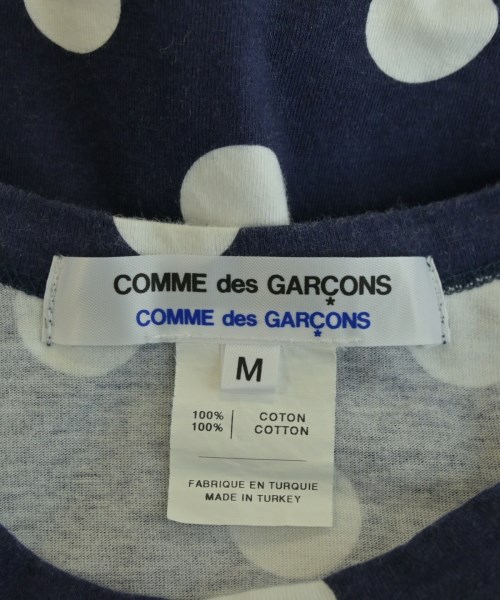 COMME des GARÇONS
COMME des GARÇONS
M
100% COTON
100% COTTON
FABRIQUE EN TURQUIE
MADE IN TURKEY